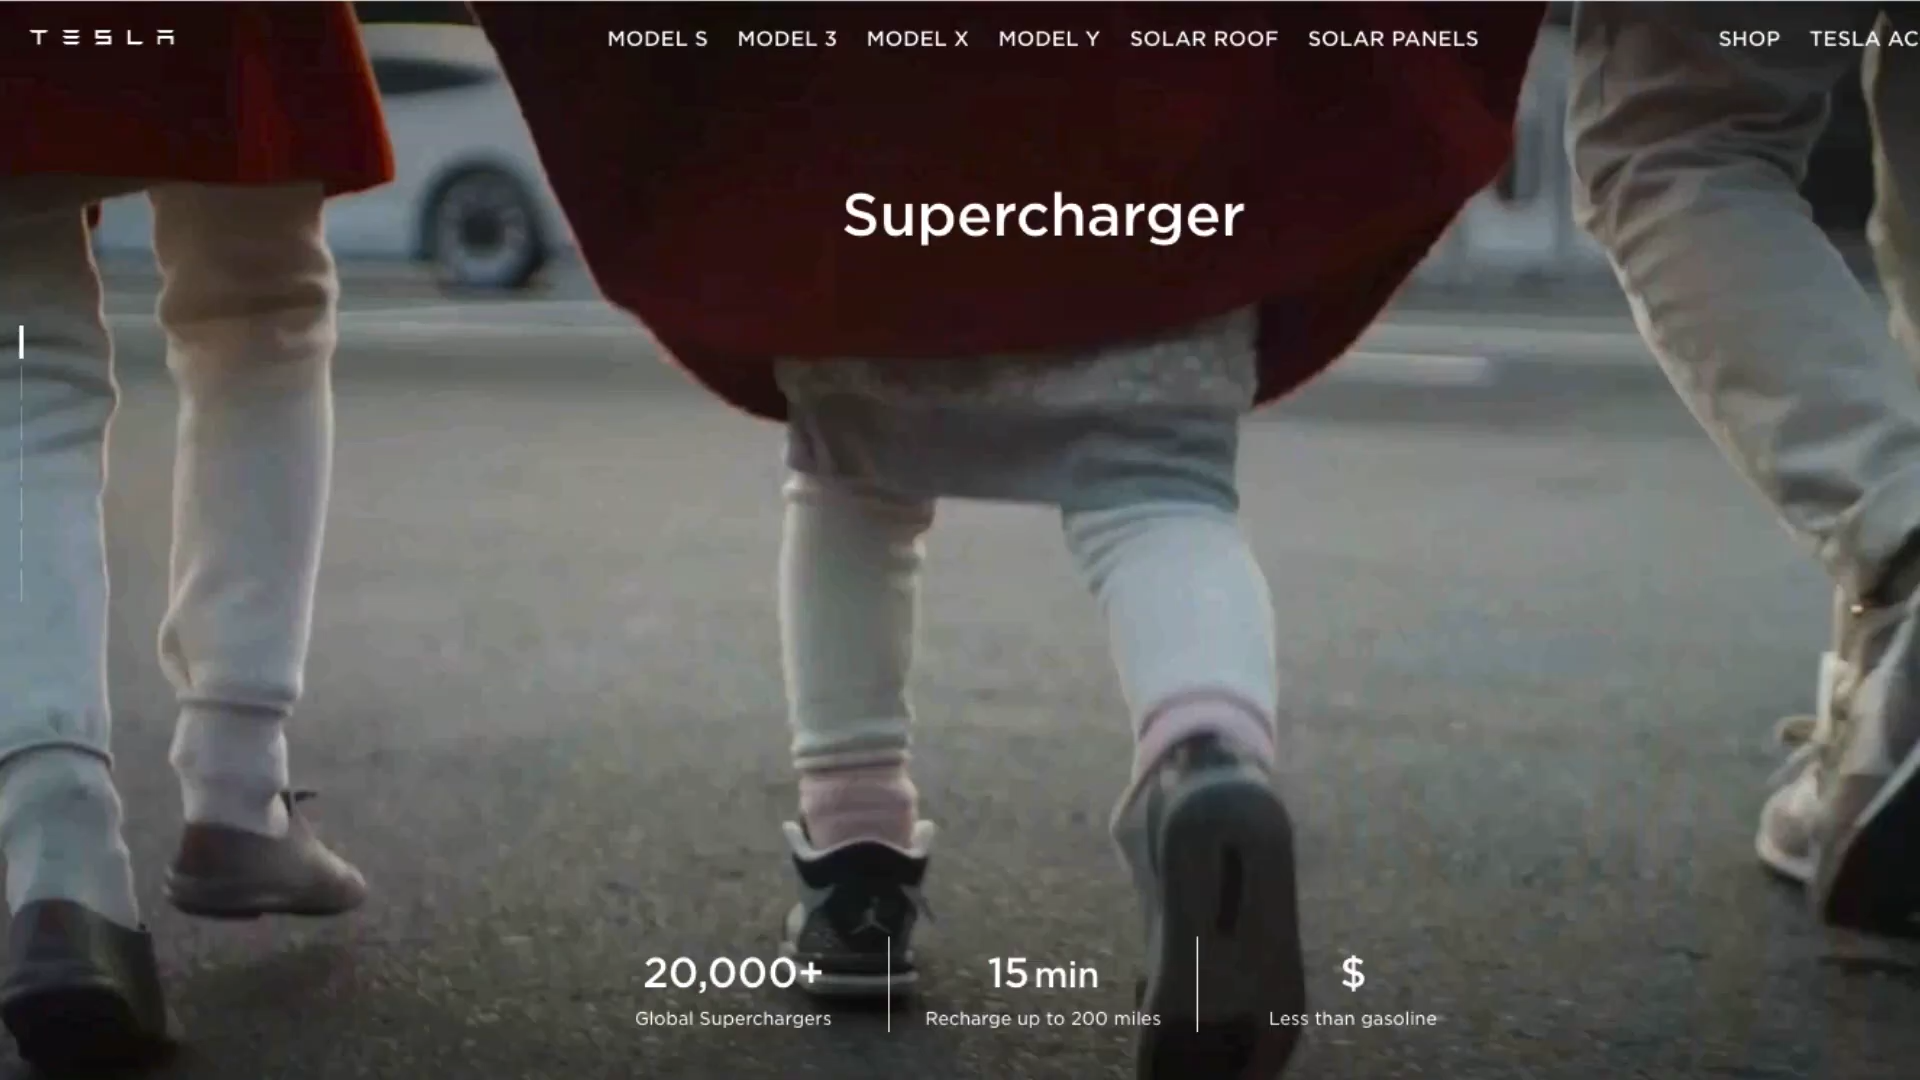 TESLA
MODEL S MODEL 3 MODEL X MODEL Y SOLAR ROOF SOLAR PANELS
SHOP TESLA AC
Supercharger
20,000+
Global Superchargers
15 min
Recharge up to 200 miles
$
Less than gasoline